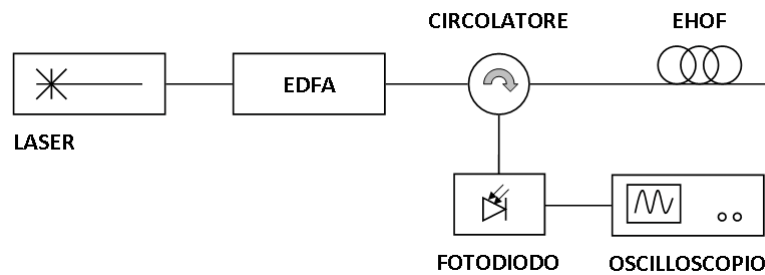 CIRCOLATORE
EHOF
EDFA
LASER
FOTODIODO
OSCILLOSCOPIO